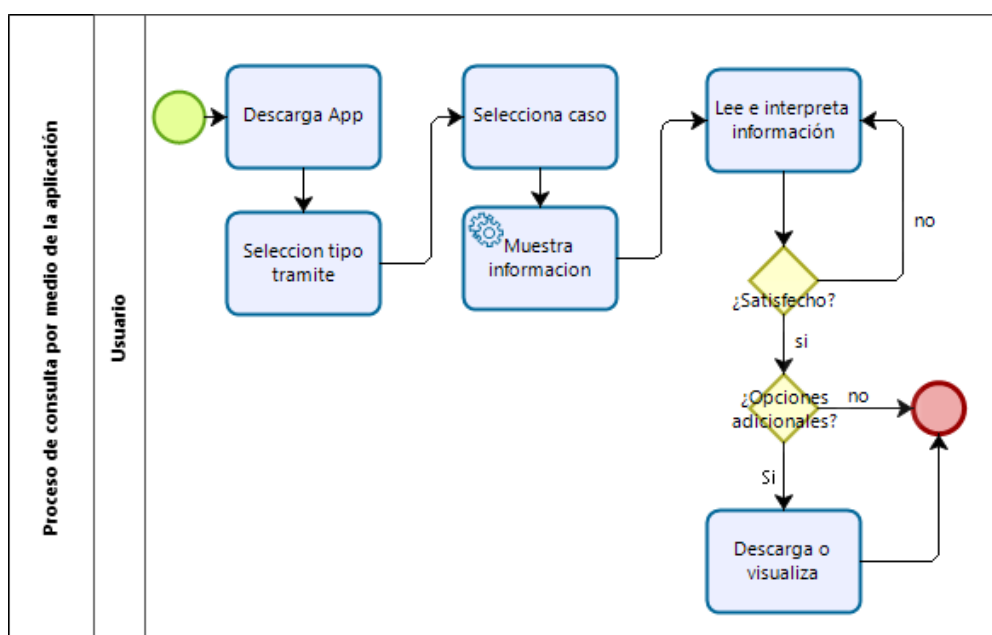 Proceso de consulta por medio de la aplicación
Usuario
Descarga App
Seleccion tipo
tramite
Selecciona caso
Muestra
informacion
Lee e interpreta
información
no
¿Satisfecho?
si
¿Opciones
adicionales?
no
Si
Descarga o
visualiza